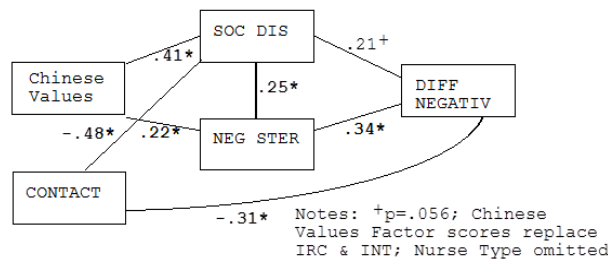 SOC DIS
.41*
.21+
Chinese
Values
.25*
DIFF
NEGATIV
-.48*
.22*
NEG STER
.34*
CONTACT
-.31*
Notes: +p=.056; Chinese
Values Factor scores replace
IRC & INT; Nurse Type omitted